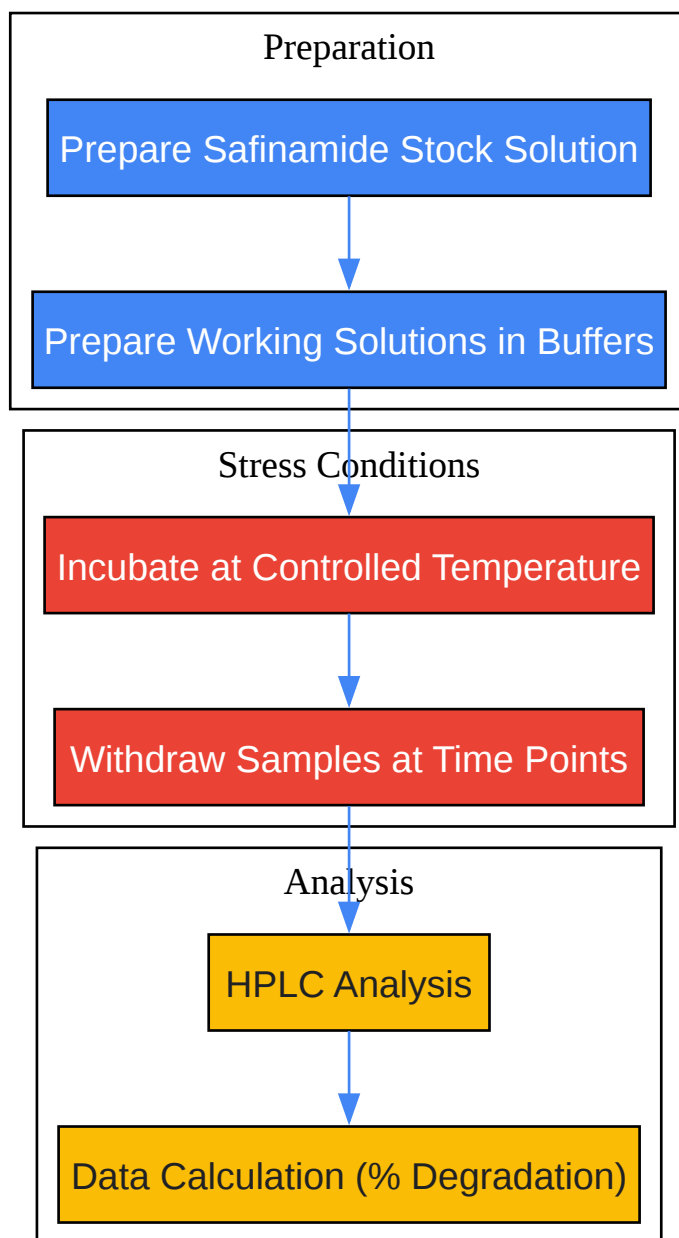 Preparation
Prepare Safinamide Stock Solution
Prepare Working Solutions in Buffers
Stress Conditions
Incubate at Controlled Temperature
Withdraw Samples at Time Points
Analysis
HPLC Analysis
Data Calculation (% Degradation)